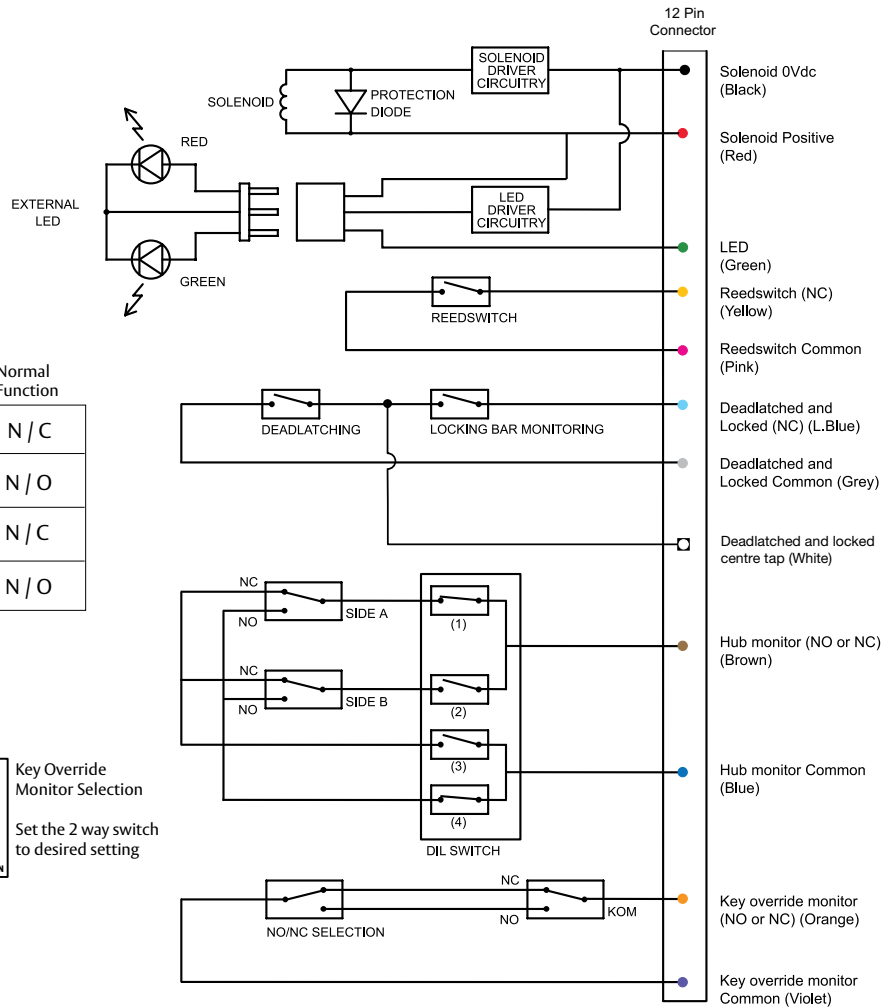 12 Pin
Connector
SOLENOID
DRIVER
CIRCUITRY
SOLENOID
PROTECTION
DIODE
Solenoid 0Vdc
(Black)
Solenoid Positive
(Red)
RED
EXTERNAL
LED
GREEN
LED
DRIVER
CIRCUITRY
LED
(Green)
REEDSWITCH
Reedswitch (NC)
(Yellow)
Reedswitch Common
(Pink)
Normal
Function
N / C
N / O
N / C
N / O
DEADLATCHING
LOCKING BAR MONITORING
Deadlatched and
Locked (NC) (L.Blue)
Deadlatched and
Locked Common (Grey)
Deadlatched and locked
centre tap (White)
NC
NO
SIDE A
(1)
NC
NO
SIDE B
(2)
(3)
(4)
DIL SWITCH
Hub monitor (NO or NC)
(Brown)
Hub monitor Common
(Blue)
Key Override
Monitor Selection
Set the 2 way switch
to desired setting
NC
NO
NO/NC SELECTION
KOM
Key override monitor
(NO or NC) (Orange)
Key override monitor
Common (Violet)